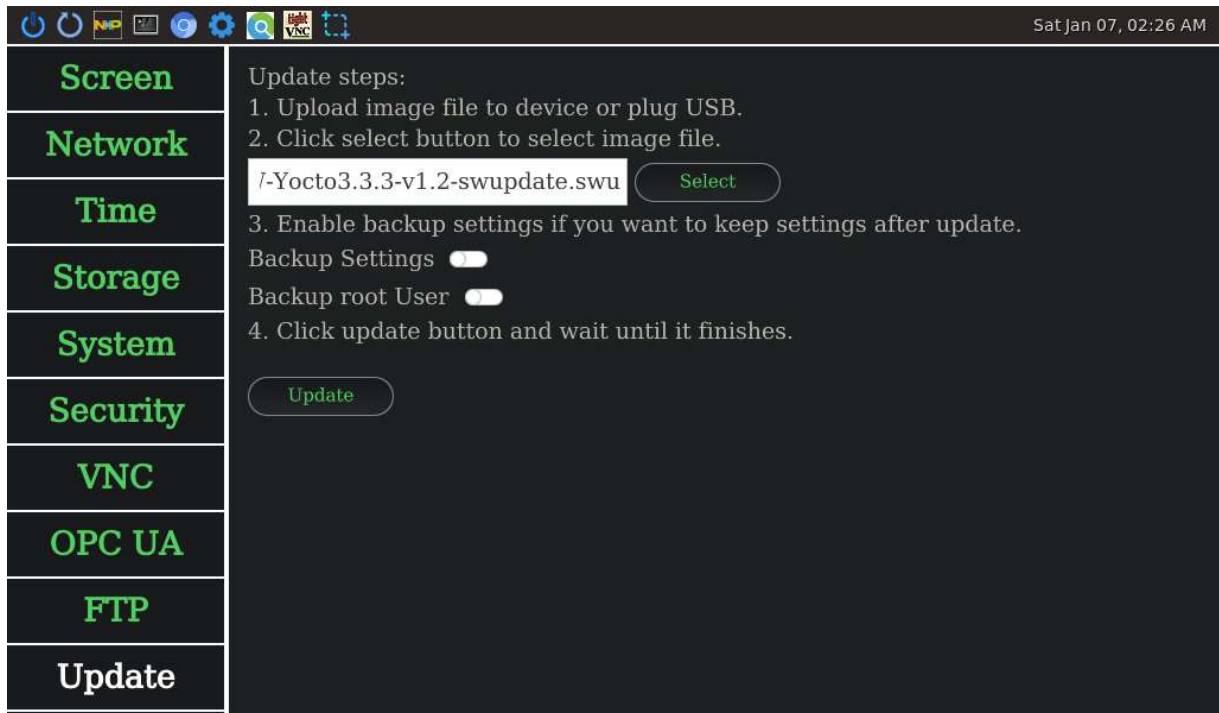 NXP
tight
VNC
Sat Jan 07, 02:26 AM
Screen
Network
Time
Storage
System
Security
VNC
OPC UA
FTP
Update
Update steps:
1. Upload image file to device or plug USB.
2. Click select button to select image file.
-Yocto3.3.3-v1.2-swupdate.swu
Select
3. Enable backup settings if you want to keep settings after update.
Backup Settings
Backup root User
4. Click update button and wait until it finishes.
Update